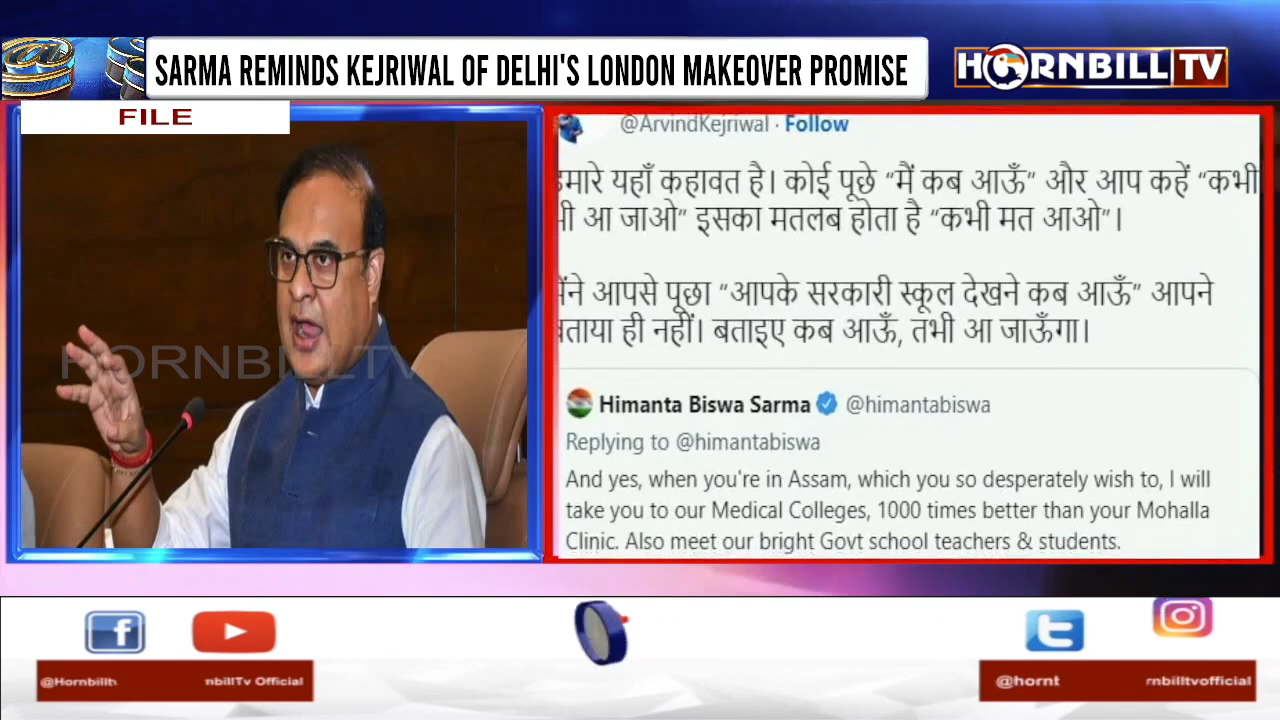 SARMA REMINDS KEJRIWAL OF DELHI'S LONDON MAKEOVER PROMISE
HORNBILL TV
FILE
HORNBILLTV
@ArvindKejriwal · Follow
मारे यहाँ कहावत है। कोई पूछे “मैं कब आऊँ” और आप कहें “कभी
भी आ जाओ” इसका मतलब होता है “कभी मत आओ”।
मैंने आपसे पूछा “आपके सरकारी स्कूल देखने कब आऊँ” आपने
बताया ही नहीं। बताइए कब आऊँ, तभी आ जाऊँगा।
Himanta Biswa Sarma @himantabiswa
Replying to @himantabiswa
And yes, when you're in Assam, which you so desperately wish to, I will
take you to our Medical Colleges, 1000 times better than your Mohalla
Clinic. Also meet our bright Govt school teachers & students.
@Hornbillt
nbillTv Official
@hornt
rnbilltvofficial